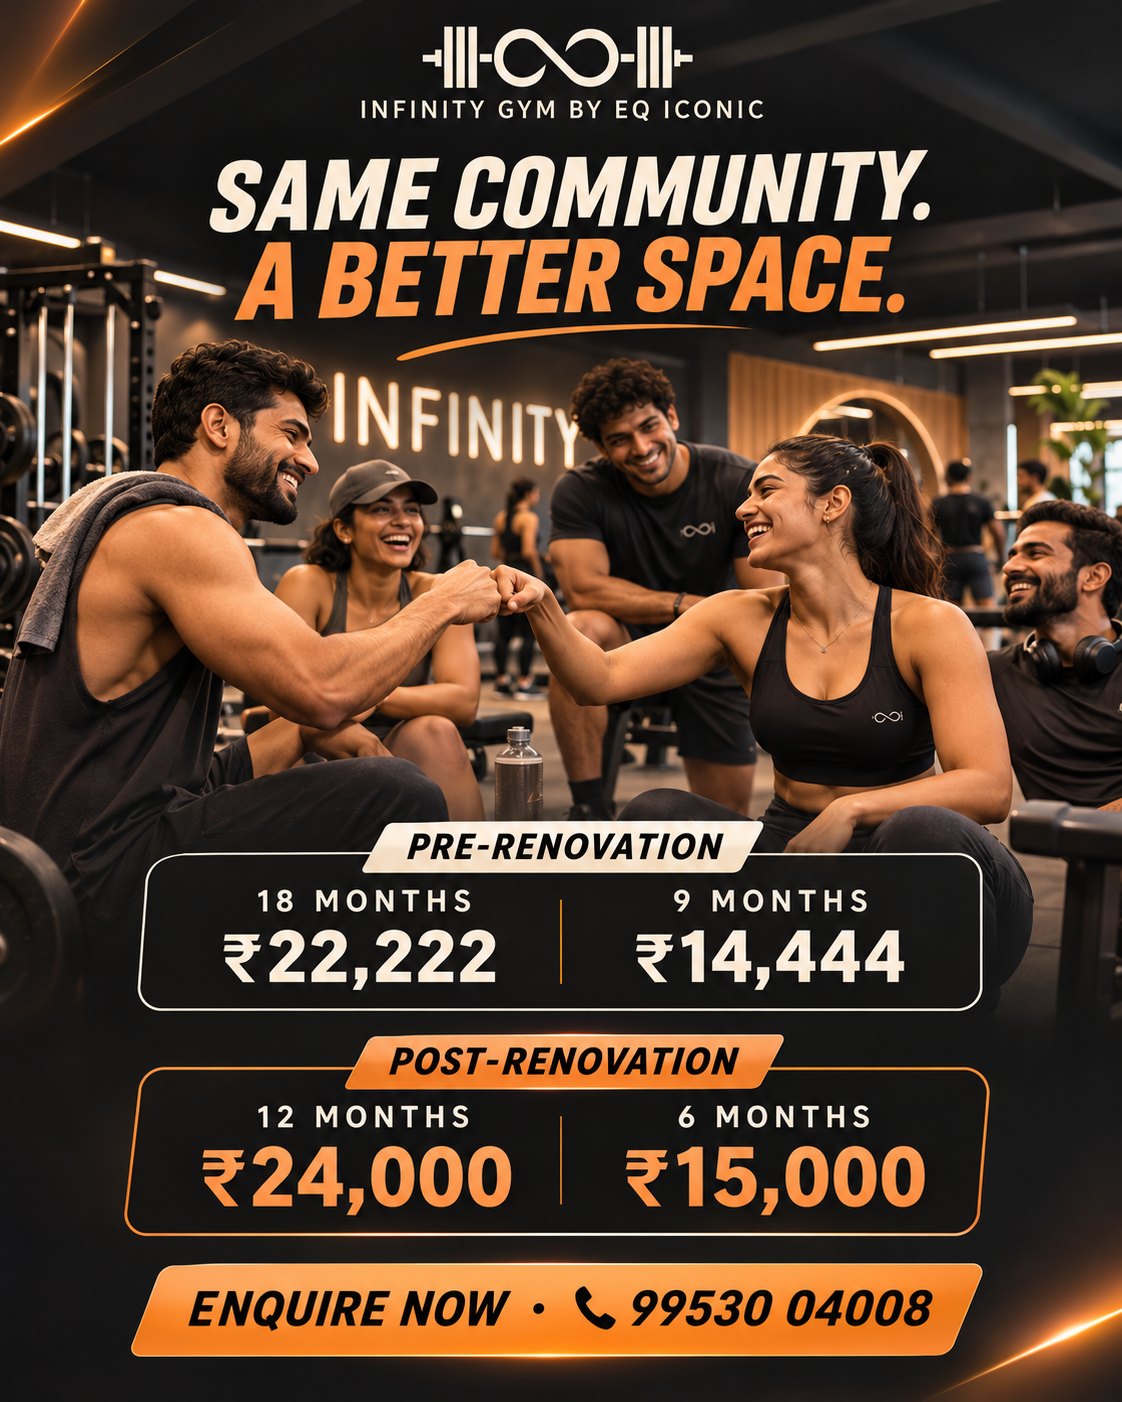 INFINITY GYM BY EQ ICONIC
SAME COMMUNITY.
A BETTER SPACE.
INFINITY
PRE-RENOVATION
18 MONTHS
₹22,222
9 MONTHS
₹14,444
POST-RENOVATION
12 MONTHS
₹24,000
6 MONTHS
₹15,000
ENQUIRE NOW • 99530 04008